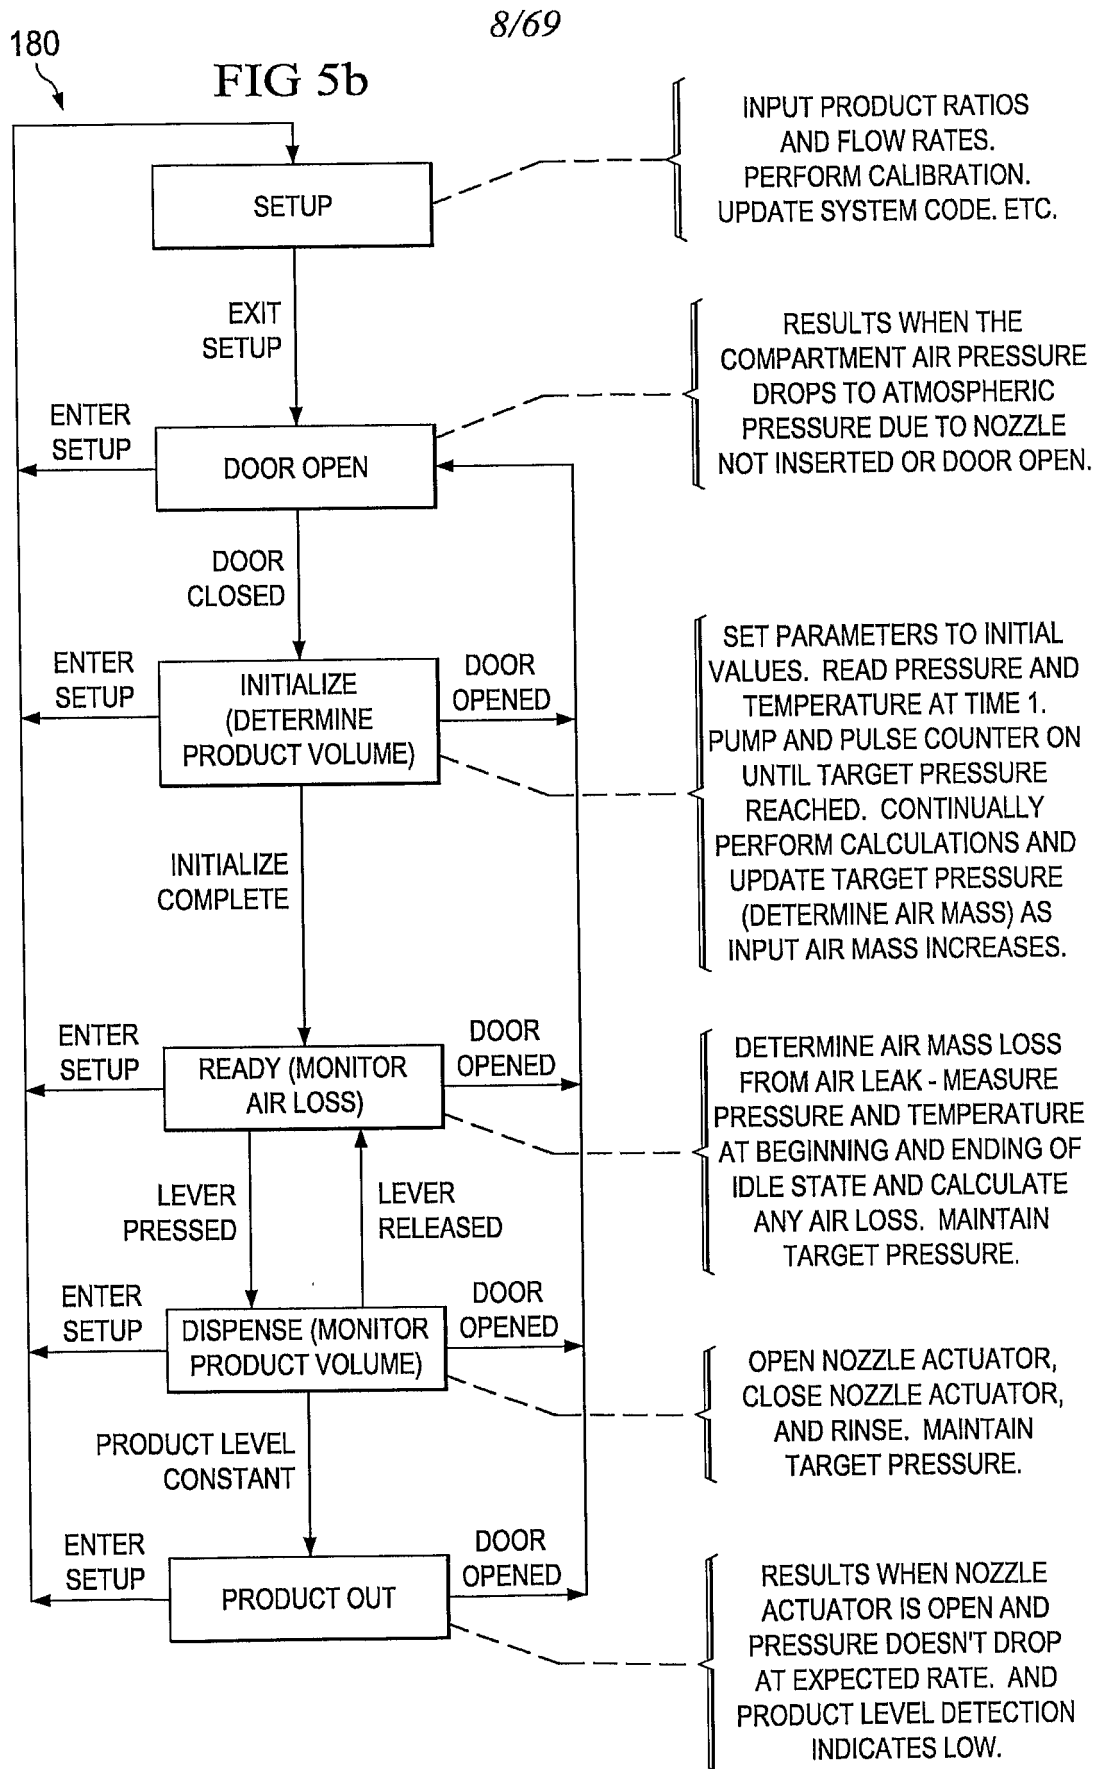 8/69
180
FIG 5b
SETUP
INPUT PRODUCT RATIOS
AND FLOW RATES.
PERFORM CALIBRATION.
UPDATE SYSTEM CODE. ETC.
EXIT
SETUP
ENTER
SETUP
DOOR OPEN
RESULTS WHEN THE
COMPARTMENT AIR PRESSURE
DROPS TO ATMOSPHERIC
PRESSURE DUE TO NOZZLE
NOT INSERTED OR DOOR OPEN.
DOOR
CLOSED
ENTER
SETUP
INITIALIZE
(DETERMINE
PRODUCT VOLUME)
DOOR
OPENED
SET PARAMETERS TO INITIAL
VALUES. READ PRESSURE AND
TEMPERATURE AT TIME 1.
PUMP AND PULSE COUNTER ON
UNTIL TARGET PRESSURE
REACHED. CONTINUALLY
PERFORM CALCULATIONS AND
UPDATE TARGET PRESSURE
(DETERMINE AIR MASS) AS
INPUT AIR MASS INCREASES.
INITIALIZE
COMPLETE
ENTER
SETUP
READY (MONITOR
AIR LOSS)
DOOR
OPENED
DETERMINE AIR MASS LOSS
FROM AIR LEAK - MEASURE
PRESSURE AND TEMPERATURE
AT BEGINNING AND ENDING OF
IDLE STATE AND CALCULATE
ANY AIR LOSS. MAINTAIN
TARGET PRESSURE.
LEVER
PRESSED
LEVER
RELEASED
ENTER
SETUP
DISPENSE (MONITOR
PRODUCT VOLUME)
DOOR
OPENED
OPEN NOZZLE ACTUATOR,
CLOSE NOZZLE ACTUATOR,
AND RINSE. MAINTAIN
TARGET PRESSURE.
PRODUCT LEVEL
CONSTANT
ENTER
SETUP
PRODUCT OUT
DOOR
OPENED
RESULTS WHEN NOZZLE
ACTUATOR IS OPEN AND
PRESSURE DOESN'T DROP
AT EXPECTED RATE. AND
PRODUCT LEVEL DETECTION
INDICATES LOW.